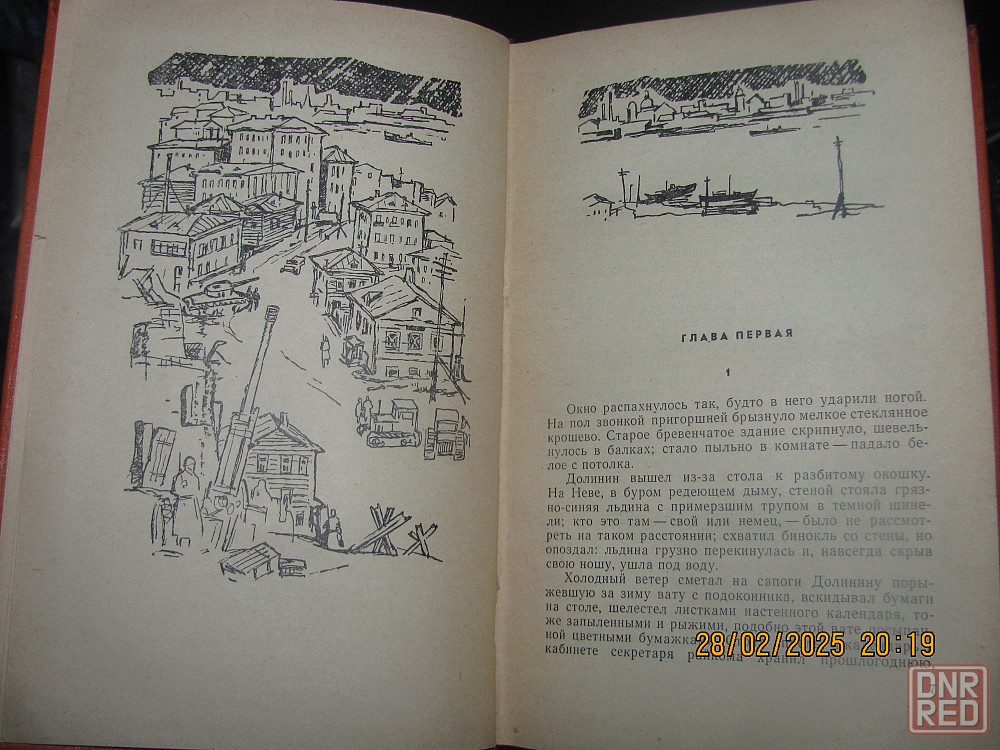 ГЛАВА ПЕРВАЯ
1
Окно распахнулось так, будто в него ударили ногой.
На пол звонкой пригоршней брызнуло мелкое стеклянное
крошево. Старое бревенчатое здание скрипнуло, шевель-
нулось в балках; стало пыльно в комнате — падало бе-
лое с потолка.
Долинин вышел из-за стола к разбитому окошку.
На Неве, в буром редеющем дыму, стеной стояла гряз-
но-синяя льдина с примерзшим трупом в темной шине-
ли; кто это там — свой или немец, — было не рассмот-
реть на таком расстоянии; схватил бинокль со стены, но
опоздал: льдина грузно перекинулась и, навсегда скрыв
свою ношу, ушла под воду.
Холодный ветер сметал на сапоги Долинину поры-
жевшую за зиму вату с подоконника, вскидывал бумаги
на столе, шелестел листками настенного календаря, то-
же запыленными и рыжими, подобно этой вате, посыпан-
ной цветными бумажка
кабинете секретаря райкома хранил прошлогоднюю,
28/02/2025 20:19
7
DNR
RED